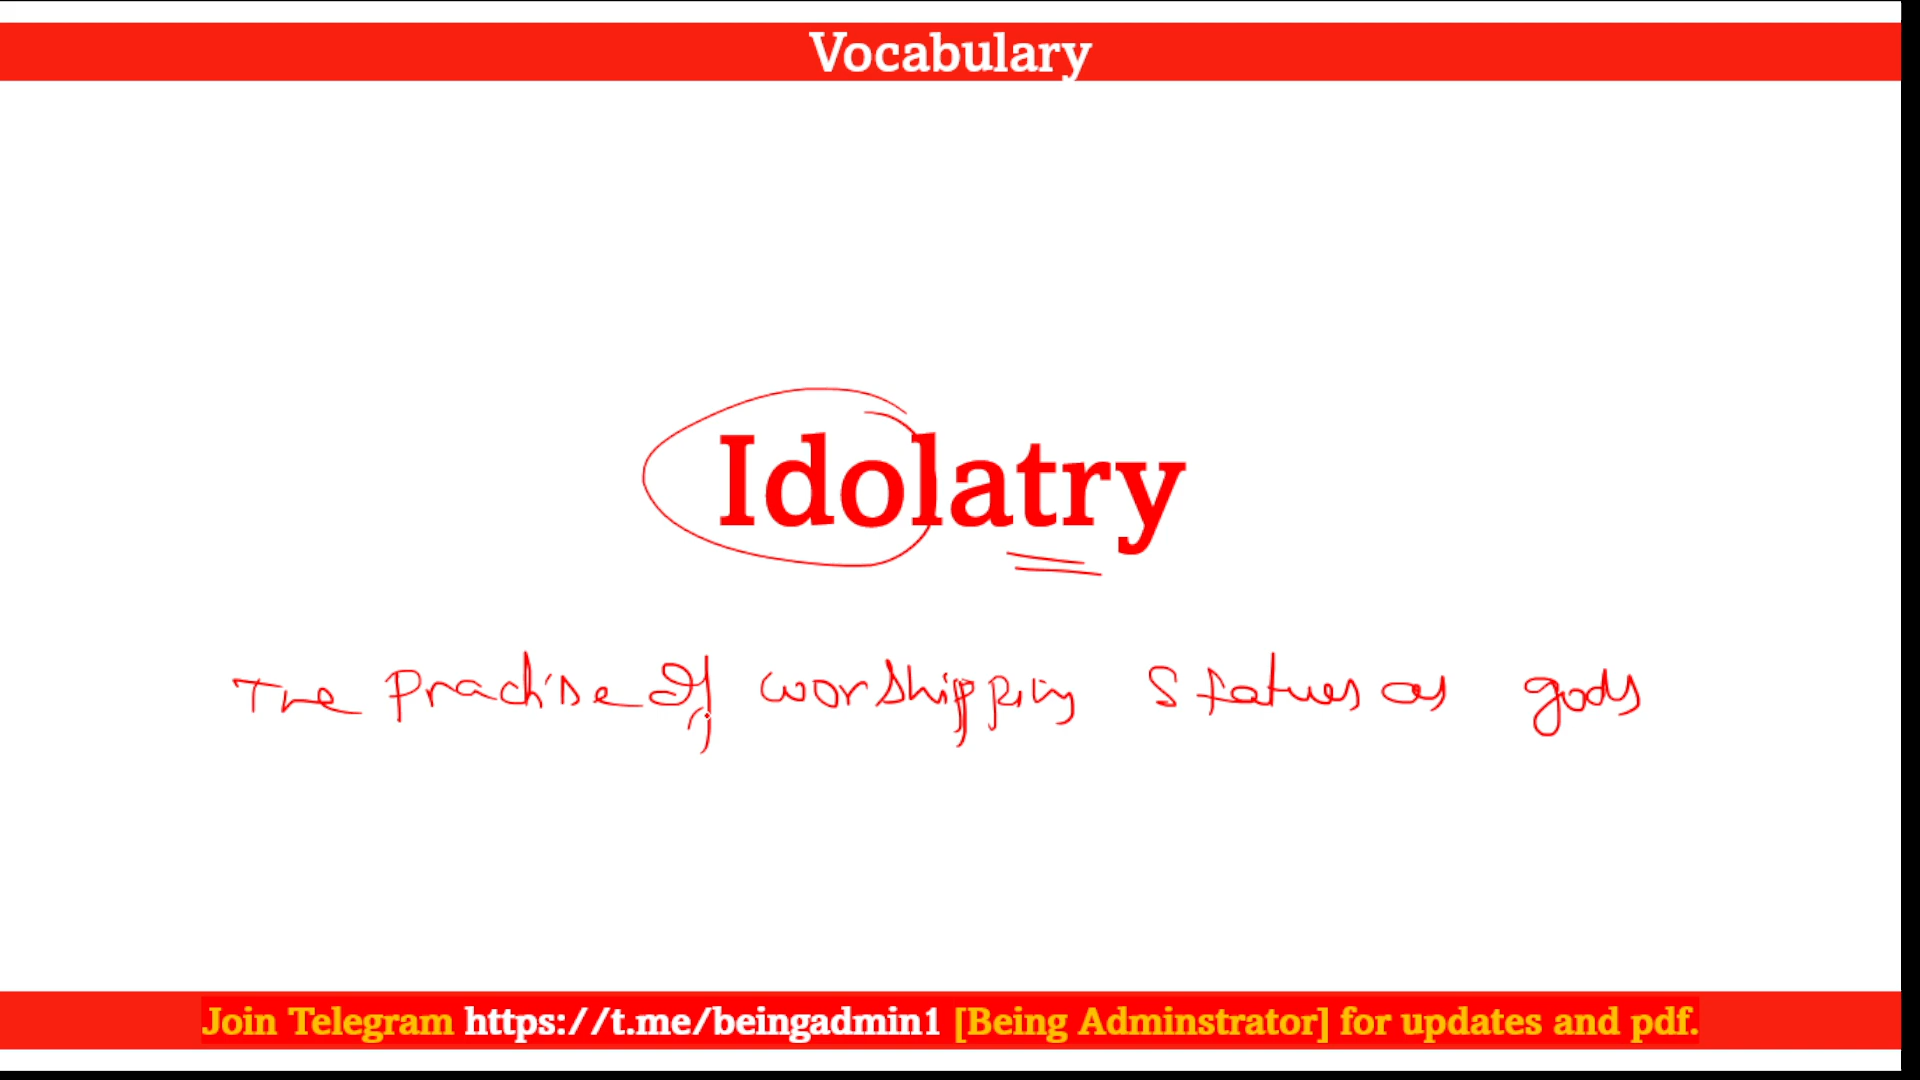 Vocabulary
Idolatry
The Practise Of worshipping Statues as gods
Join Telegram https://t.me/beingadmin1 [Being Adminstrator] for updates and pdf.